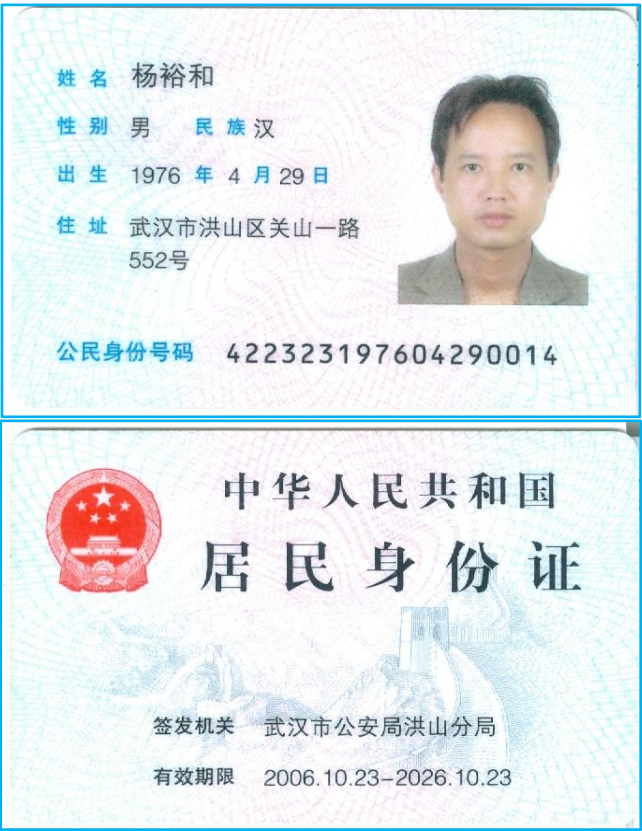 姓名 杨裕和
性别 男 民族 汉
出生 1976 年 4 月 29 日
住址 武汉市洪山区关山一路
552号
公民身份号码 422323197604290014
中华人民共和国
居民身份证
签发机关 武汉市公安局洪山分局
有效期限 2006.10.23-2026.10.23